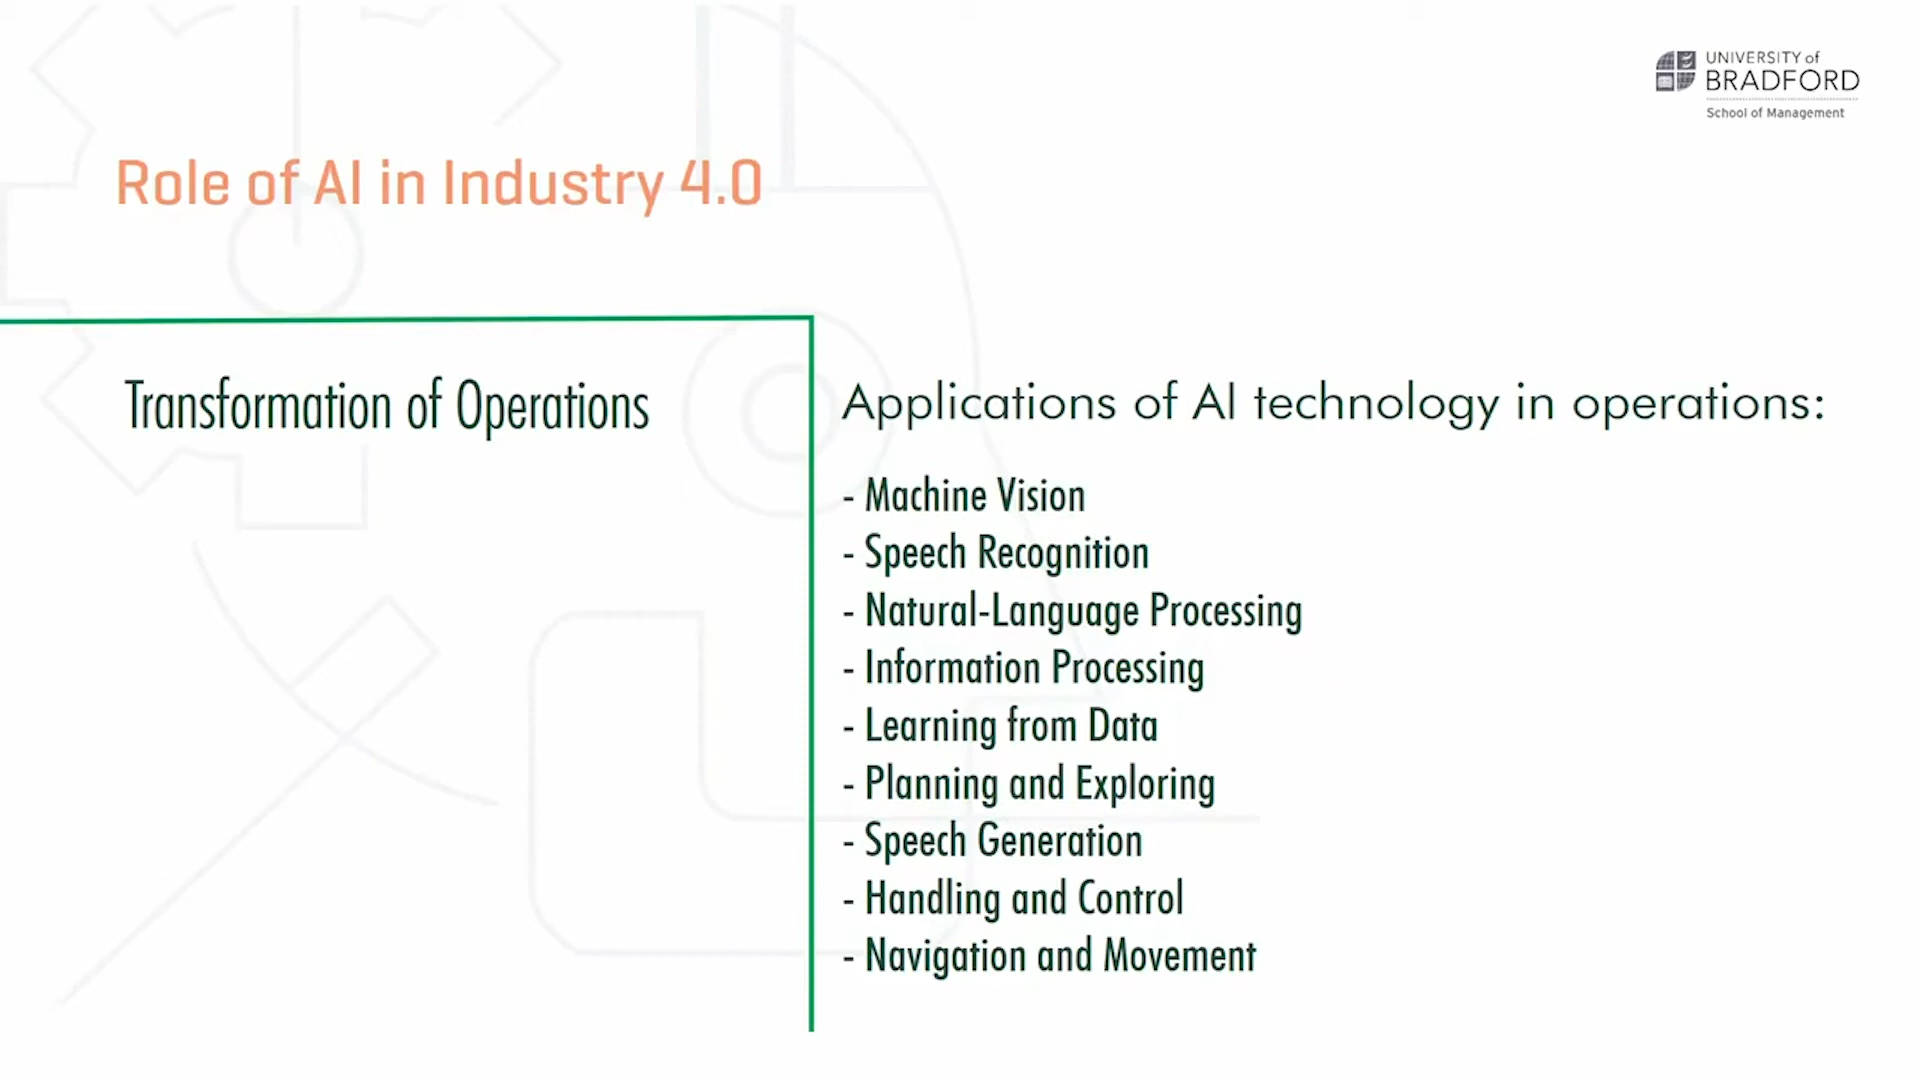 UNIVERSITY of
BRADFORD
School of Management
Role of AI in Industry 4.0
Transformation of Operations
Applications of AI technology in operations:
- Machine Vision
- Speech Recognition
- Natural-Language Processing
- Information Processing
- Learning from Data
- Planning and Exploring
- Speech Generation
- Handling and Control
- Navigation and Movement